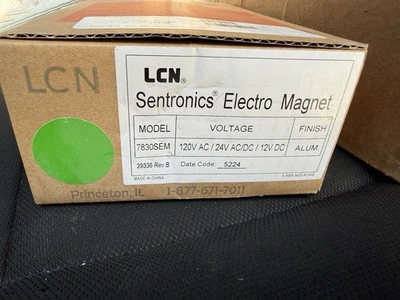 LCN
LCN®
Sentronics® Electro Magnet
MODEL VOLTAGE FINISH
7830SEM 120V AC / 24V AC/DC / 12V DC ALUM.
29336 Rev.B Date Code: 5224
MADE IN CHINA
Princeton, IL 1-877-671-7011